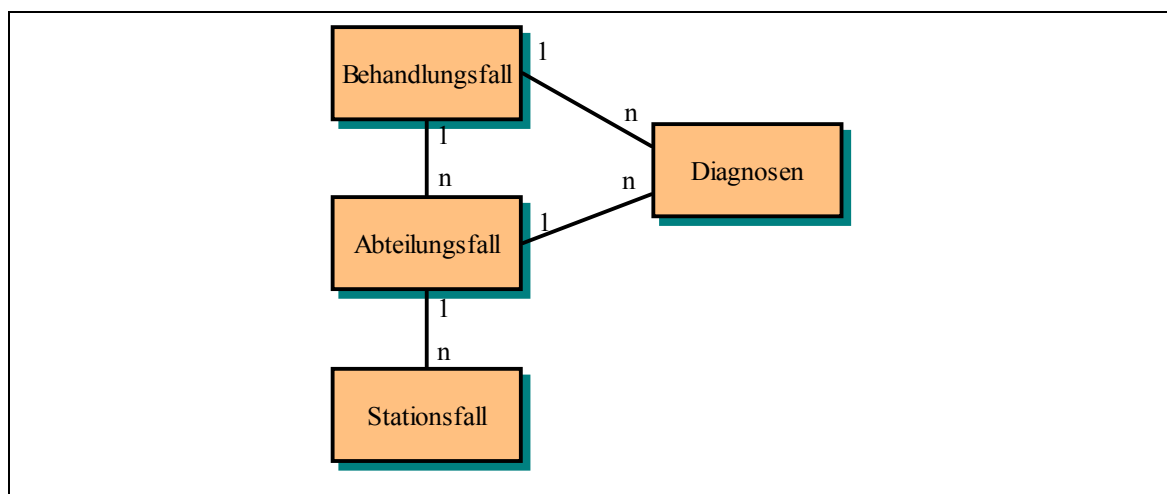 Behandlungsfall
1
n
1
n
Diagnosen
n
Abteilungsfall
1
1
n
Stationsfall